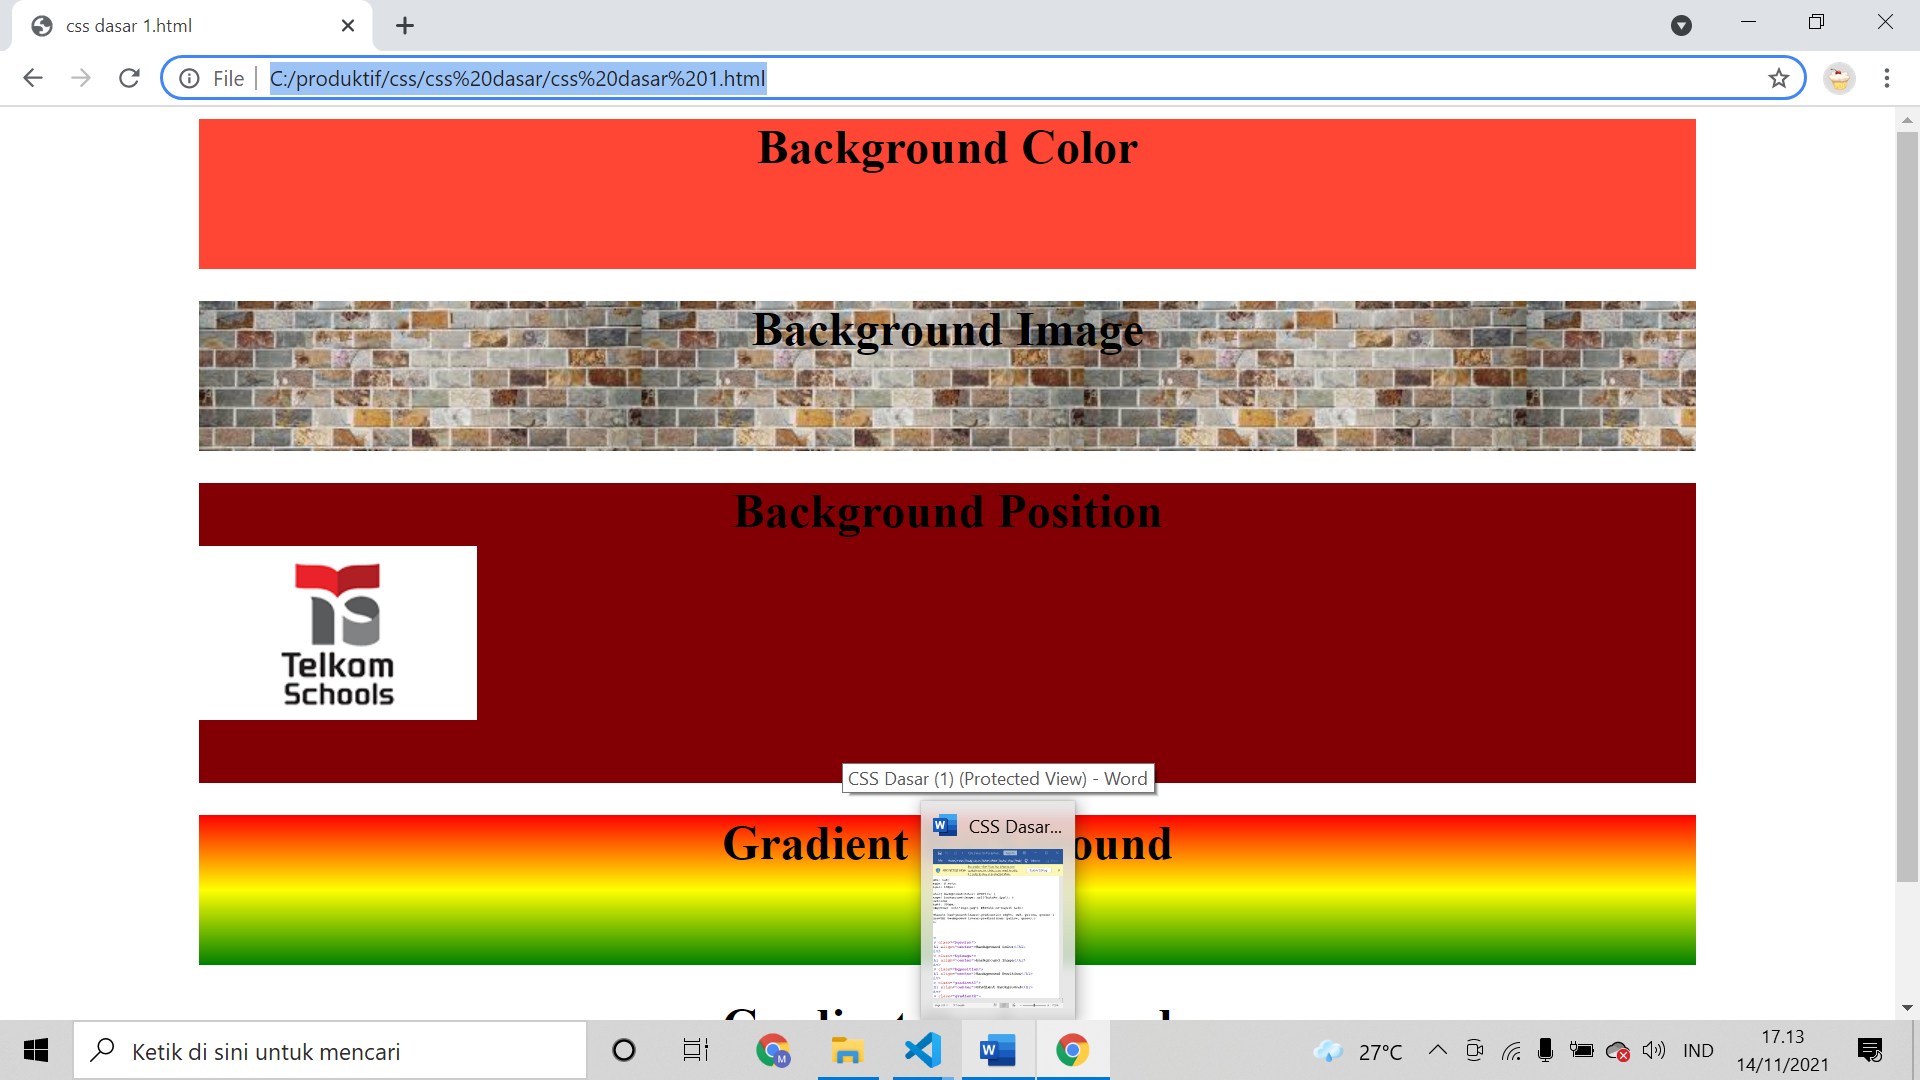 css dasar 1.html
File
C:/produktif/css/css%20dasar/css%20dasar%201.html
Background Color
Background Image
Background Position
Telkom
Schools
CSS Dasar (1) (Protected View) - Word
CSS Dasar...
Gradient
ound
Ketik di sini untuk mencari
M
27°C
IND
17.13
14/11/2021